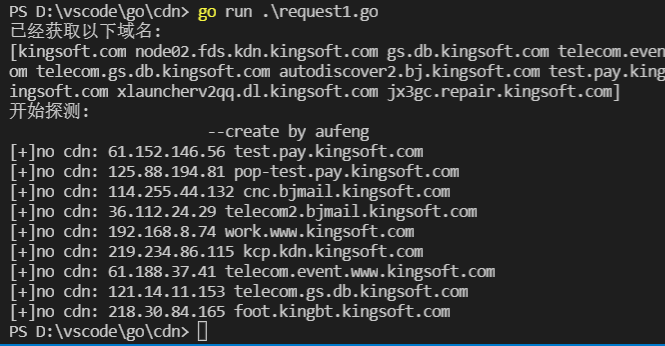 PS D:\vscode\go\cdn> go run .\request1.go
已经获取以下域名:
[kingsoft.com node02.fds.kdn.kingsoft.com gs.db.kingsoft.com telecom.even
om telecom.gs.db.kingsoft.com autodiscover2.bj.kingsoft.com test.pay.king
ingsoft.com xlauncherv2qq.dl.kingsoft.com jx3gc.repair.kingsoft.com]
开始探测:
--create by aufeng
[+]no cdn: 61.152.146.56 test.pay.kingsoft.com
[+]no cdn: 125.88.194.81 pop-test.pay.kingsoft.com
[+]no cdn: 114.255.44.132 cnc.bjmail.kingsoft.com
[+]no cdn: 36.112.24.29 telecom2.bjmail.kingsoft.com
[+]no cdn: 192.168.8.74 work.www.kingsoft.com
[+]no cdn: 219.234.86.115 kcp.kdn.kingsoft.com
[+]no cdn: 61.188.37.41 telecom.event.www.kingsoft.com
[+]no cdn: 121.14.11.153 telecom.gs.db.kingsoft.com
[+]no cdn: 218.30.84.165 foot.kingbt.kingsoft.com
PS D:\vscode\go\cdn>